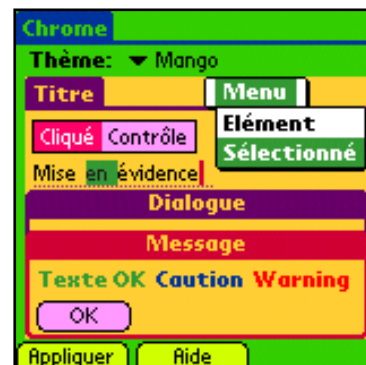 Chrome
Thème: Mango
Titre Menu
Elément
Cliqué Contrôle
Sélectionné
Mise en évidence
Dialogue
Message
Texte OK Caution Warning
OK
Appliquer Aide